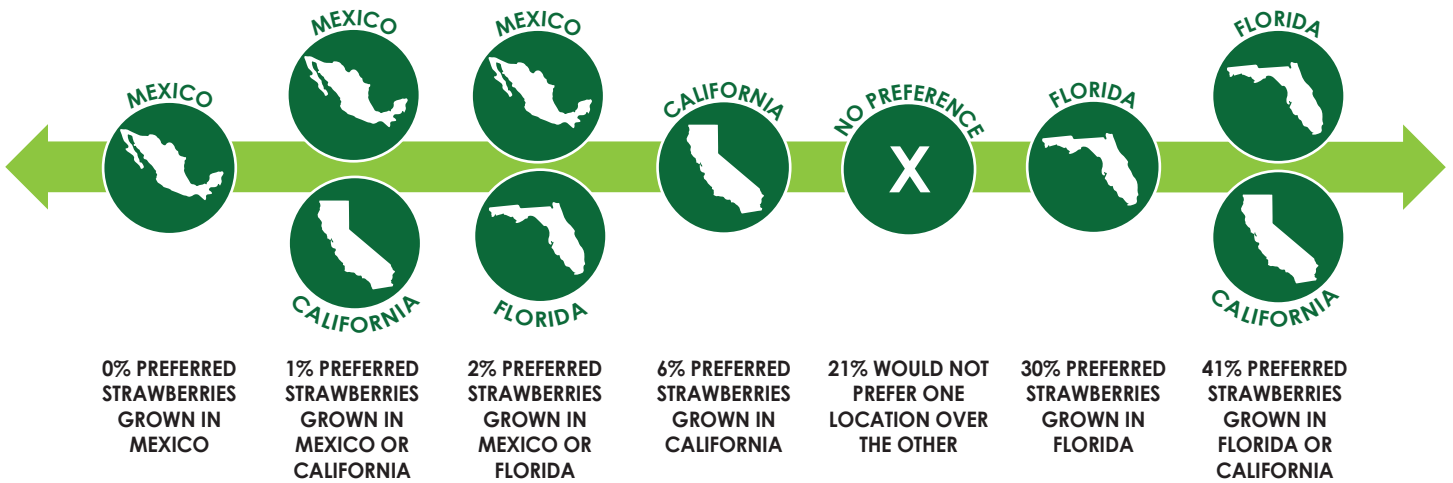 MEXICO
0% PREFERRED
STRAWBERRIES
GROWN IN
MEXICO
MEXICO
CALIFORNIA
1% PREFERRED
STRAWBERRIES
GROWN IN
MEXICO OR
CALIFORNIA
MEXICO
FLORIDA
2% PREFERRED
STRAWBERRIES
GROWN IN
MEXICO OR
FLORIDA
CALIFORNIA
6% PREFERRED
STRAWBERRIES
GROWN IN
CALIFORNIA
NO PREFERENCE
X
21% WOULD NOT
PREFER ONE
LOCATION OVER
THE OTHER
FLORIDA
30% PREFERRED
STRAWBERRIES
GROWN IN
FLORIDA
FLORIDA
CALIFORNIA
41% PREFERRED
STRAWBERRIES
GROWN IN
FLORIDA OR
CALIFORNIA